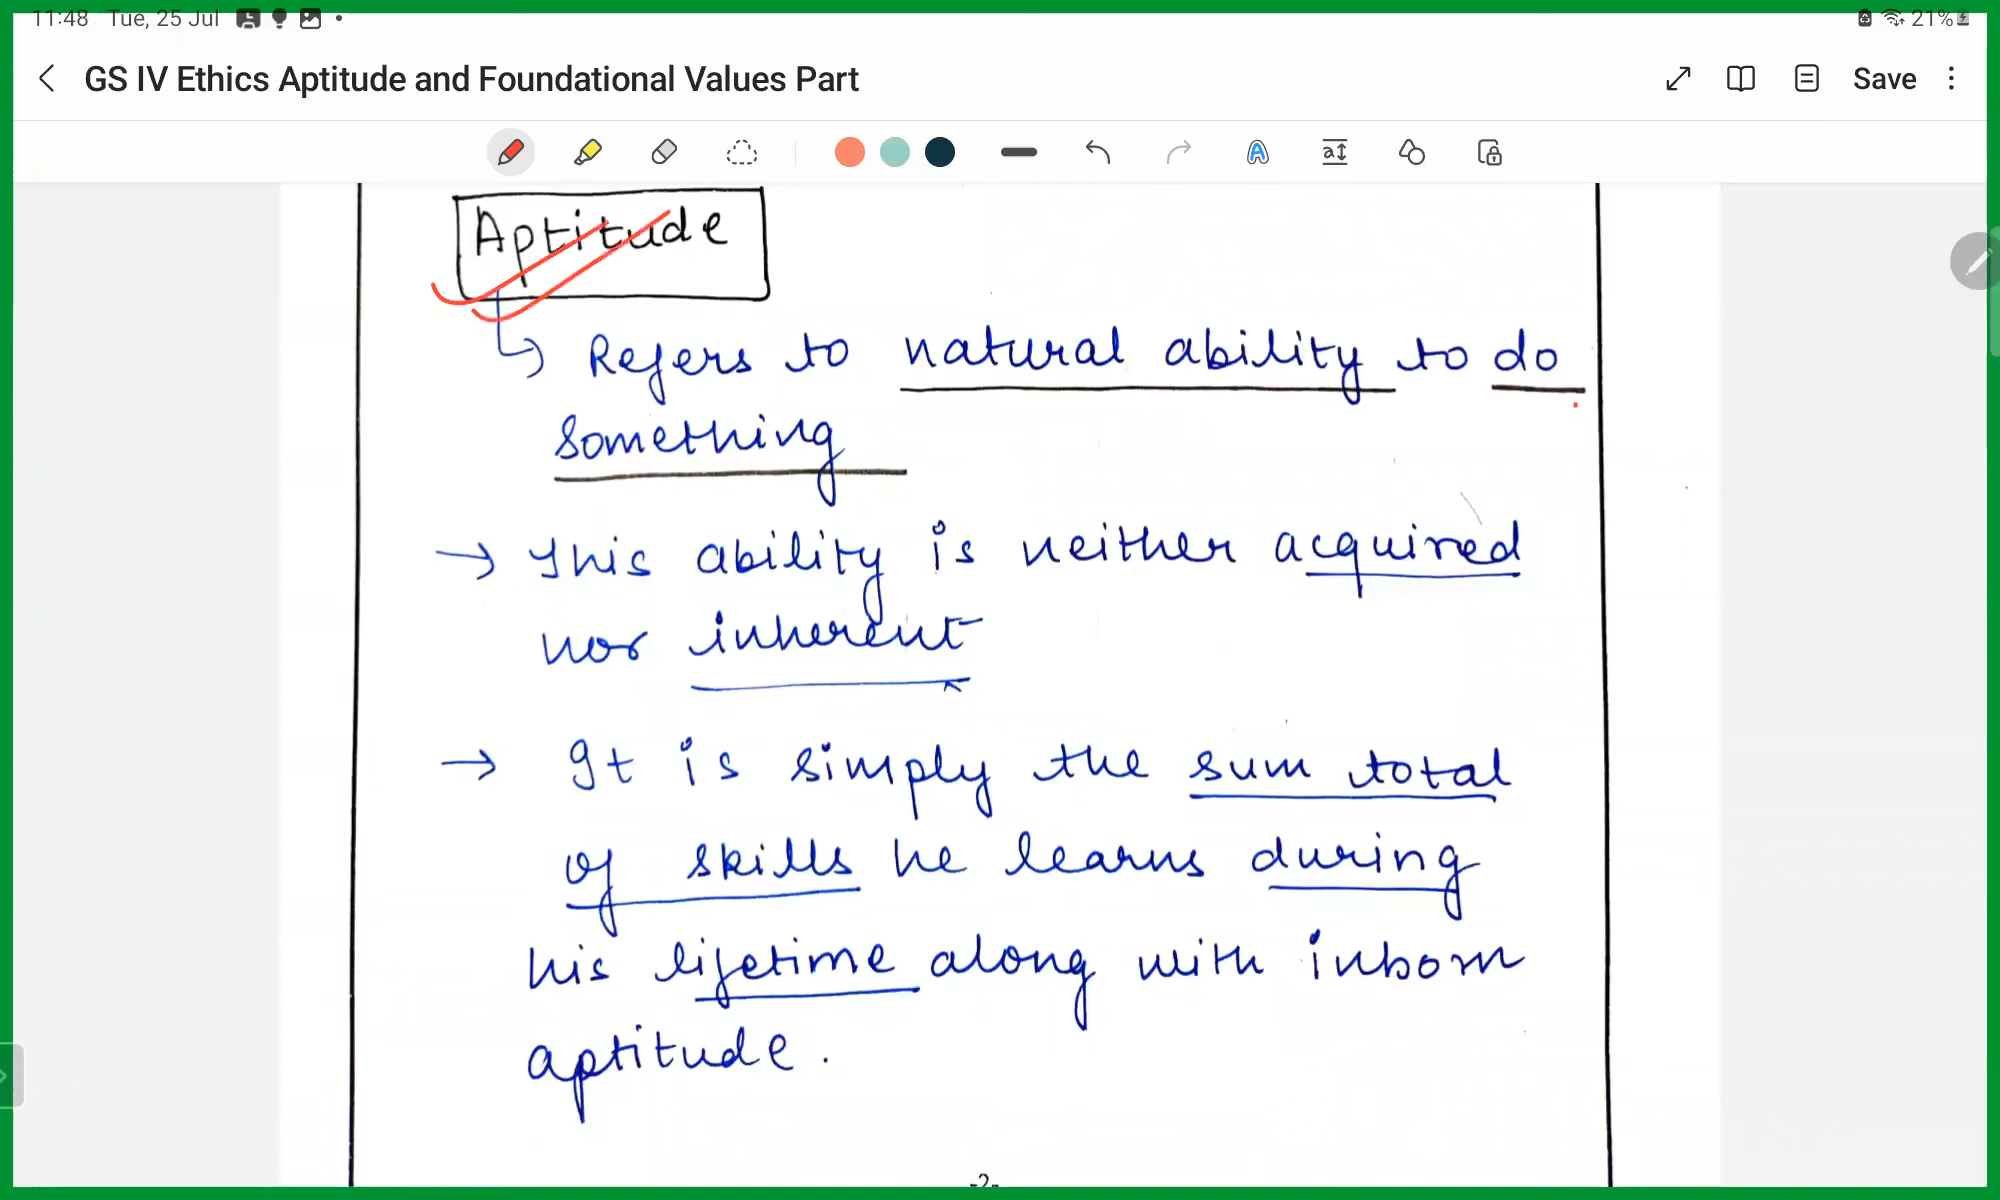 11:48 Tue, 25 Jul 21%
GS IV Ethics Aptitude and Foundational Values Part
Save
Aptitude
Refers to natural ability to do
something
→ This ability is neither acquired
nor inherent
→ It is simply the sum total
of skills he learns during
his lifetime along with inborn
aptitude.
-2-